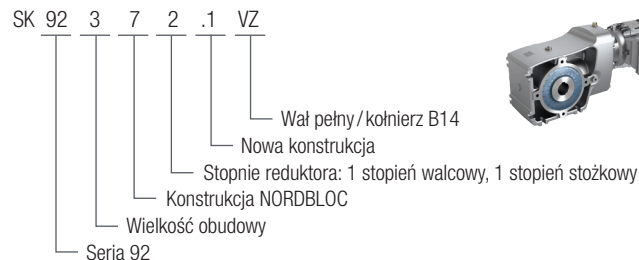 SK 92 3 7 2 .1 VZ
Wał pełny / kołnierz B14
Nowa konstrukcja
Stopnie reduktora: 1 stopień walcowy, 1 stopień stożkowy
Konstrukcja NORDBLOC
Wielkość obudowy
Seria 92